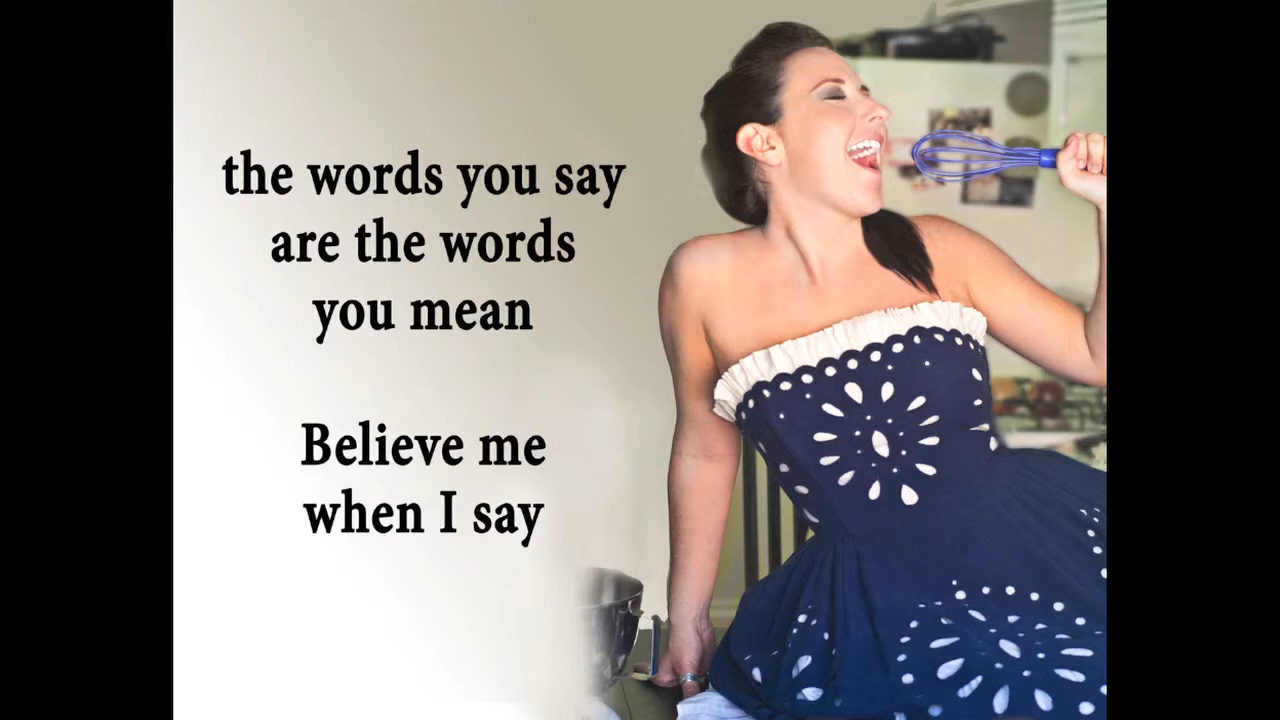 the words you say
are the words
you mean
Believe me
when I say